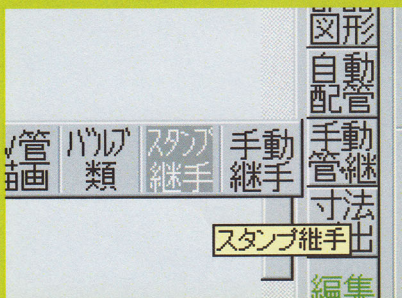 図形
自動
配管
管
描画
バルブ
類
スタンプ
継手
手動
継手
手動
管・継
寸法
出
スタンプ継手
編集